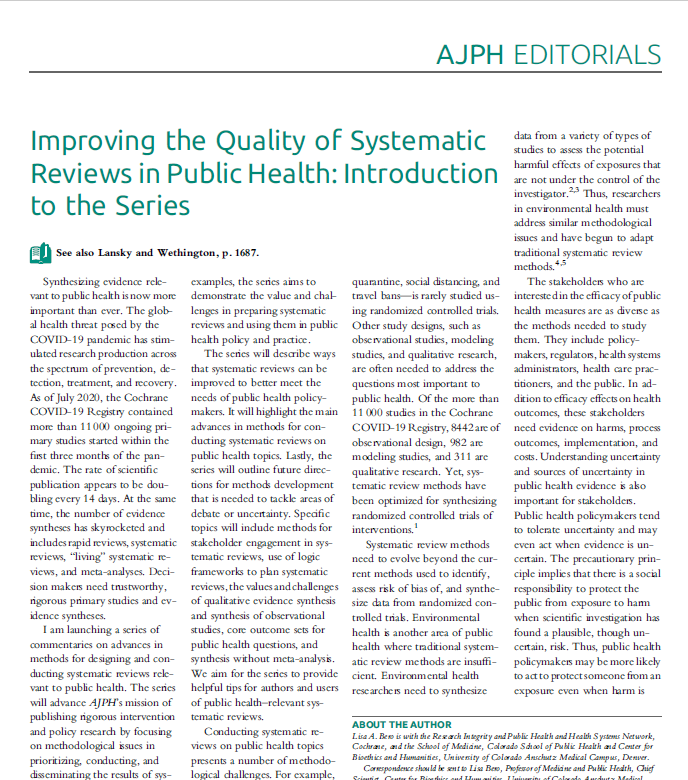 AJPH EDITORIALS
Improving the Quality of Systematic
Reviews in Public Health: Introduction
to the Series
See also Lansky and Wethington, p. 1687.
Synthesizing evidence rele-
vant to public health is now more
important than ever. The glob-
al health threat posed by the
COVID-19 pandemic has stim-
ulated research production across
the spectrum of prevention, de-
tection, treatment, and recovery.
As of July 2020, the Cochrane
COVID-19 Registry contained
more than 11 000 ongoing pri-
mary studies started within the
first three months of the pan-
demic. The rate of scientific
publication appears to be dou-
bling every 14 days. At the same
time, the number of evidence
syntheses has skyrocketed and
includes rapid reviews, systematic
reviews, “living” systematic re-
views, and meta-analyses. Deci-
sion makers need trustworthy,
rigorous primary studies and ev-
idence syntheses.
I am launching a series of
commentaries on advances in
methods for designing and con-
ducting systematic reviews rele-
vant to public health. The series
will advance AJPH’s mission of
publishing rigorous intervention
and policy research by focusing
on methodological issues in
prioritizing, conducting, and
disseminating the results of sys-
examples, the series aims to
demonstrate the value and chal-
lenges in preparing systematic
reviews and using them in public
health policy and practice.
The series will describe ways
that systematic reviews can be
improved to better meet the
needs of public health policy-
makers. It will highlight the main
advances in methods for con-
ducting systematic reviews on
public health topics. Lastly, the
series will outline future direc-
tions for methods development
that is needed to tackle areas of
debate or uncertainty. Specific
topics will include methods for
stakeholder engagement in sys-
tematic reviews, use of logic
frameworks to plan systematic
reviews, the values and challenges
of qualitative evidence synthesis
and synthesis of observational
studies, core outcome sets for
public health questions, and
synthesis without meta-analysis.
We aim for the series to provide
helpful tips for authors and users
of public health–relevant sys-
tematic reviews.
Conducting systematic re-
views on public health topics
presents a number of methodo-
logical challenges. For example,
quarantine, social distancing, and
travel bans—is rarely studied us-
ing randomized controlled trials.
Other study designs, such as
observational studies, modeling
studies, and qualitative research,
are often needed to address the
questions most important to
public health. Of the more than
11 000 studies in the Cochrane
COVID-19 Registry, 8442 are of
observational design, 982 are
modeling studies, and 311 are
qualitative research. Yet, sys-
tematic review methods have
been optimized for synthesizing
randomized controlled trials of
interventions.1
Systematic review methods
need to evolve beyond the cur-
rent methods used to identify,
assess risk of bias of, and synthe-
size data from randomized con-
trolled trials. Environmental
health is another area of public
health where traditional system-
atic review methods are insuffi-
cient. Environmental health
researchers need to synthesize
data from a variety of types of
studies to assess the potential
harmful effects of exposures that
are not under the control of the
investigator.2,3 Thus, researchers
in environmental health must
address similar methodological
issues and have begun to adapt
traditional systematic review
methods.4,5
The stakeholders who are
interested in the efficacy of public
health measures are as diverse as
the methods needed to study
them. They include policy-
makers, regulators, health systems
administrators, health care prac-
titioners, and the public. In ad-
dition to efficacy effects on health
outcomes, these stakeholders
need evidence on harms, process
outcomes, implementation, and
costs. Understanding uncertainty
and sources of uncertainty in
public health evidence is also
important for stakeholders.
Public health policymakers tend
to tolerate uncertainty and may
even act when evidence is un-
certain. The precautionary prin-
ciple implies that there is a social
responsibility to protect the
public from exposure to harm
when scientific investigation has
found a plausible, though un-
certain, risk. Thus, public health
policymakers may be more likely
to act to protect someone from an
exposure even when harm is
ABOUT THE AUTHOR
Lisa A. Bero is with the Research Integrity and Public Health and Health Systems Network,
Cochrane, and the School of Medicine, Colorado School of Public Health and Center for
Bioethics and Humanities, University of Colorado Anschutz Medical Campus, Denver.
Correspondence should be sent to Lisa Bero, Professor of Medicine and Public Health, Chief
Scientist, Center for Bioethics and Humanities, University of Colorado Anschutz Medical